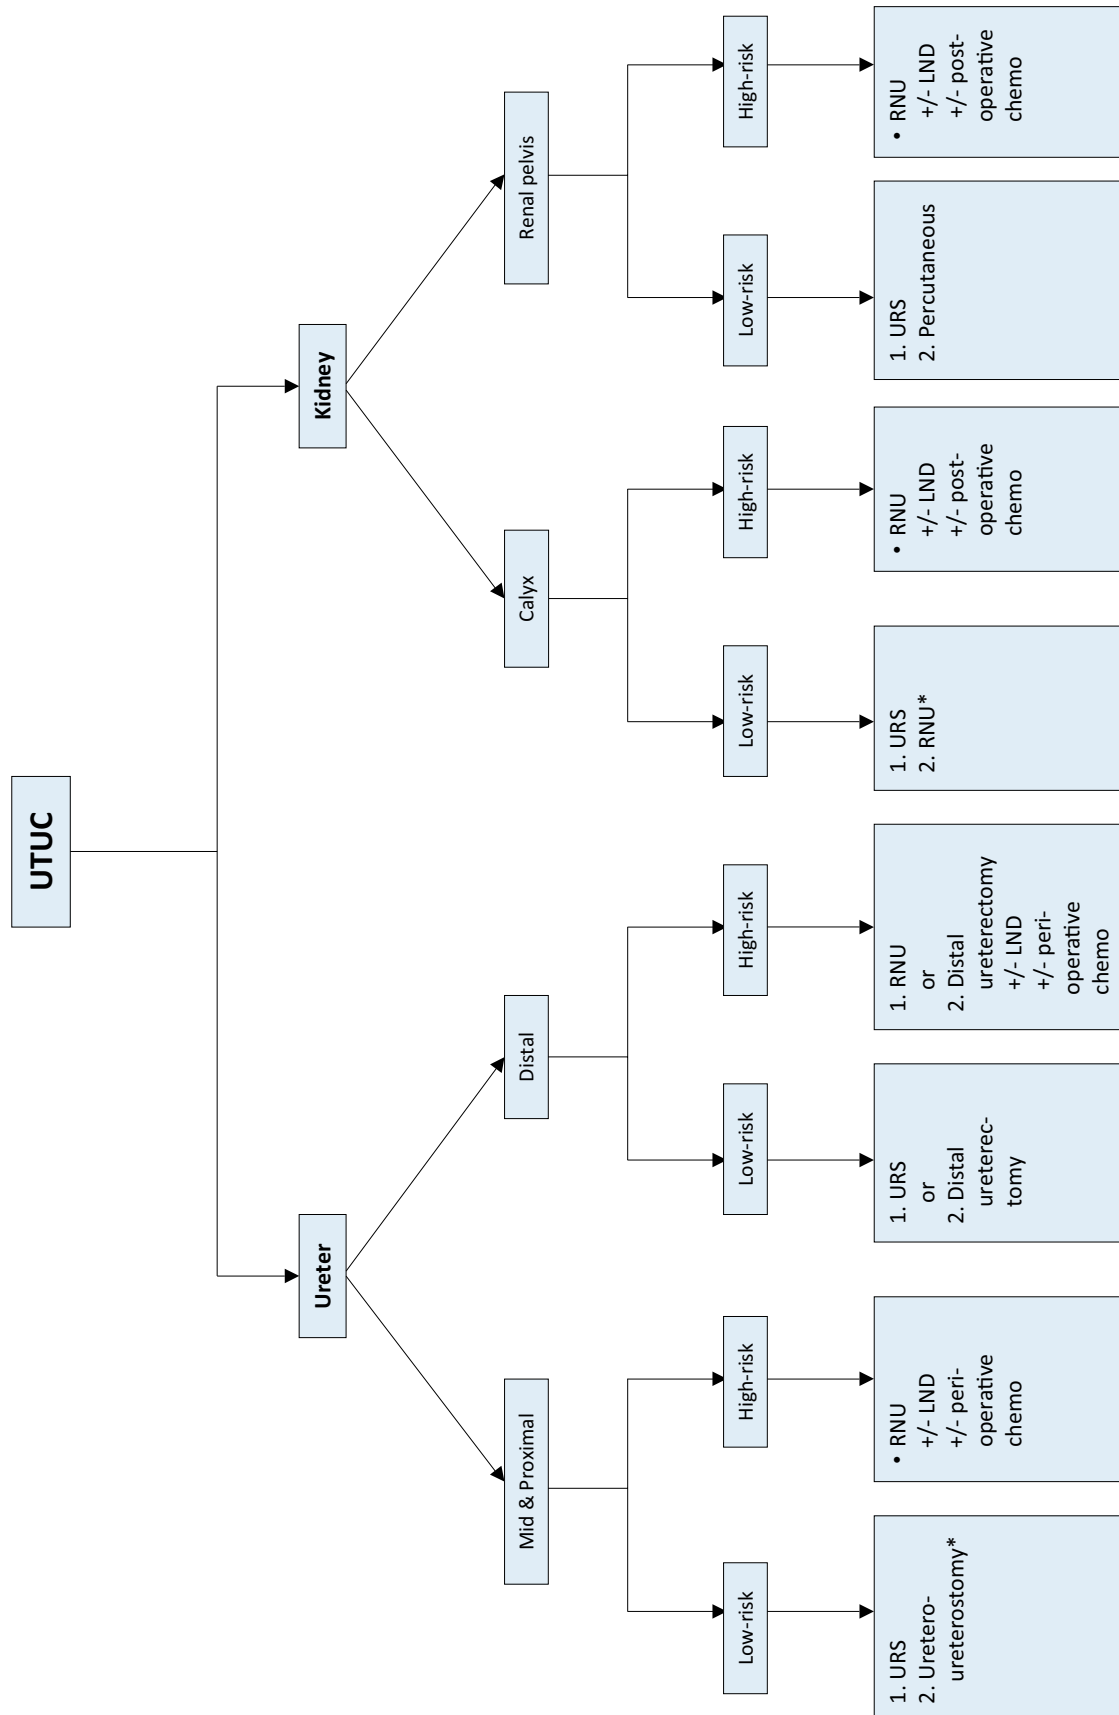 UTUC
Ureter
Kidney
Mid & Proximal
Distal
Calyx
Renal pelvis
Low-risk
High-risk
Low-risk
High-risk
Low-risk
High-risk
Low-risk
High-risk
1. URS
2. Uretero-
ureterostomy*
• RNU
+/- LND
+/- peri-
operative
chemo
1. URS
or
2. Distal
ureterec-
tomy
1. RNU
or
2. Distal
ureterectomy
+/- LND
+/- peri-
operative
chemo
1. URS
2. RNU*
• RNU
+/- LND
+/- post-
operative
chemo
1. URS
2. Percutaneous
• RNU
+/- LND
+/- post-
operative
chemo